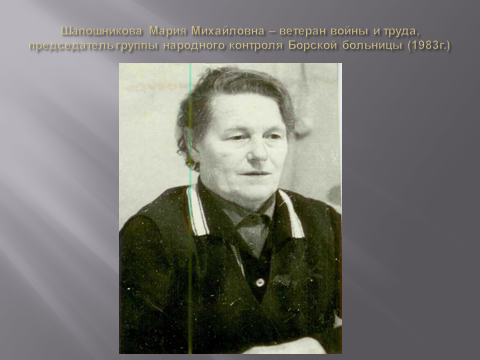 Шапошникова Мария Михайловна – ветеран войны и труда,
председатель группы народного контроля Борской больницы (1983г.)